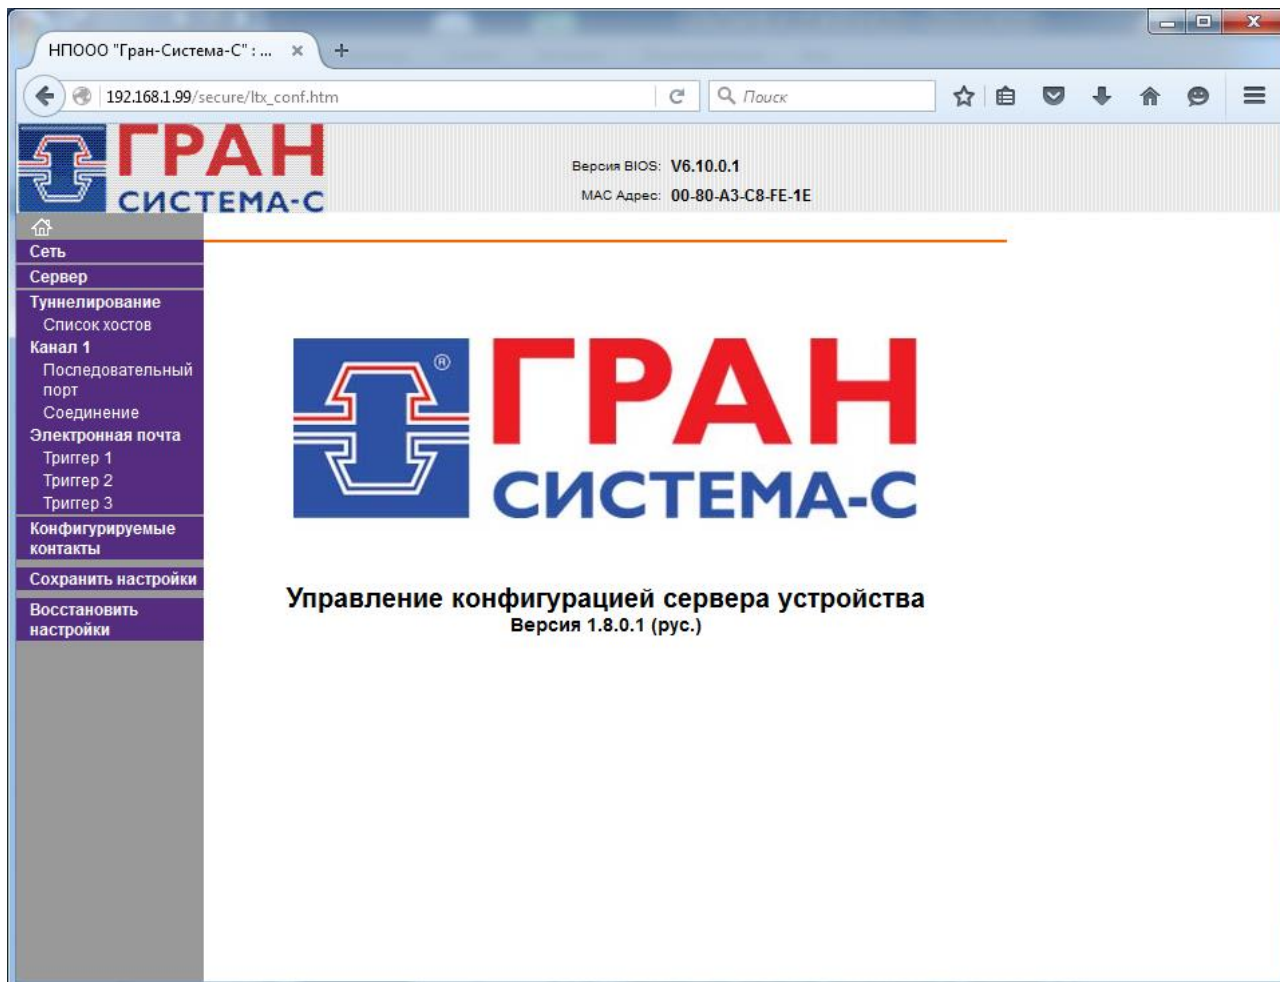 НПООО "Гран-Система-С" : ...
192.168.1.99/secure/ltx_conf.htm
Поиск
ГРАН
СИСТЕМА-С
Версия BIOS: V6.10.0.1
MAC Адрес: 00-80-A3-C8-FE-1E
Сеть
Сервер
Туннелирование
Список хостов
Канал 1
Последовательный
порт
Соединение
Электронная почта
Триггер 1
Триггер 2
Триггер 3
Конфигурируемые
контакты
Сохранить настройки
Восстановить
настройки
®
ГРАН
СИСТЕМА-С
Управление конфигурацией сервера устройства
Версия 1.8.0.1 (рус.)